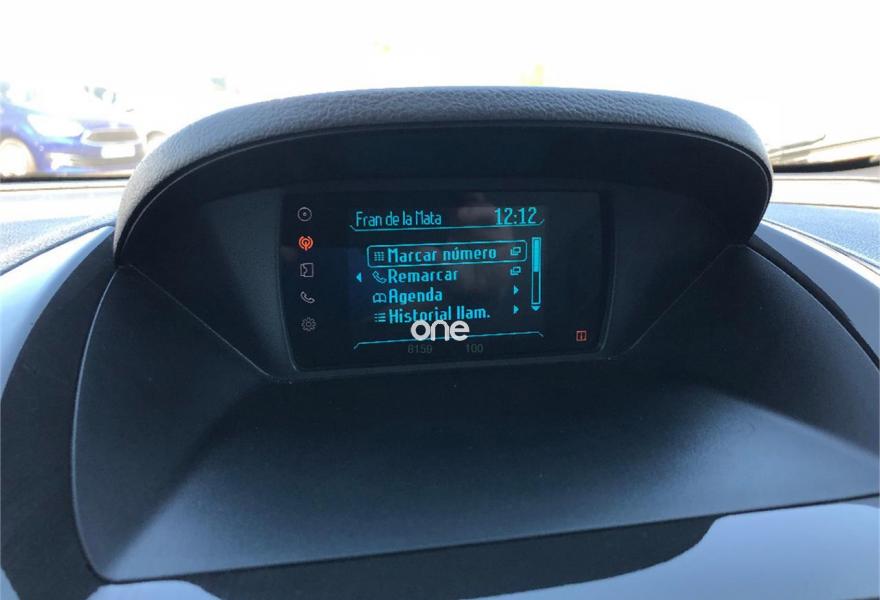 Fran de la Mata 12:12
Marcar número
Remarcar
Agenda
Historial llam.
one
8159 100